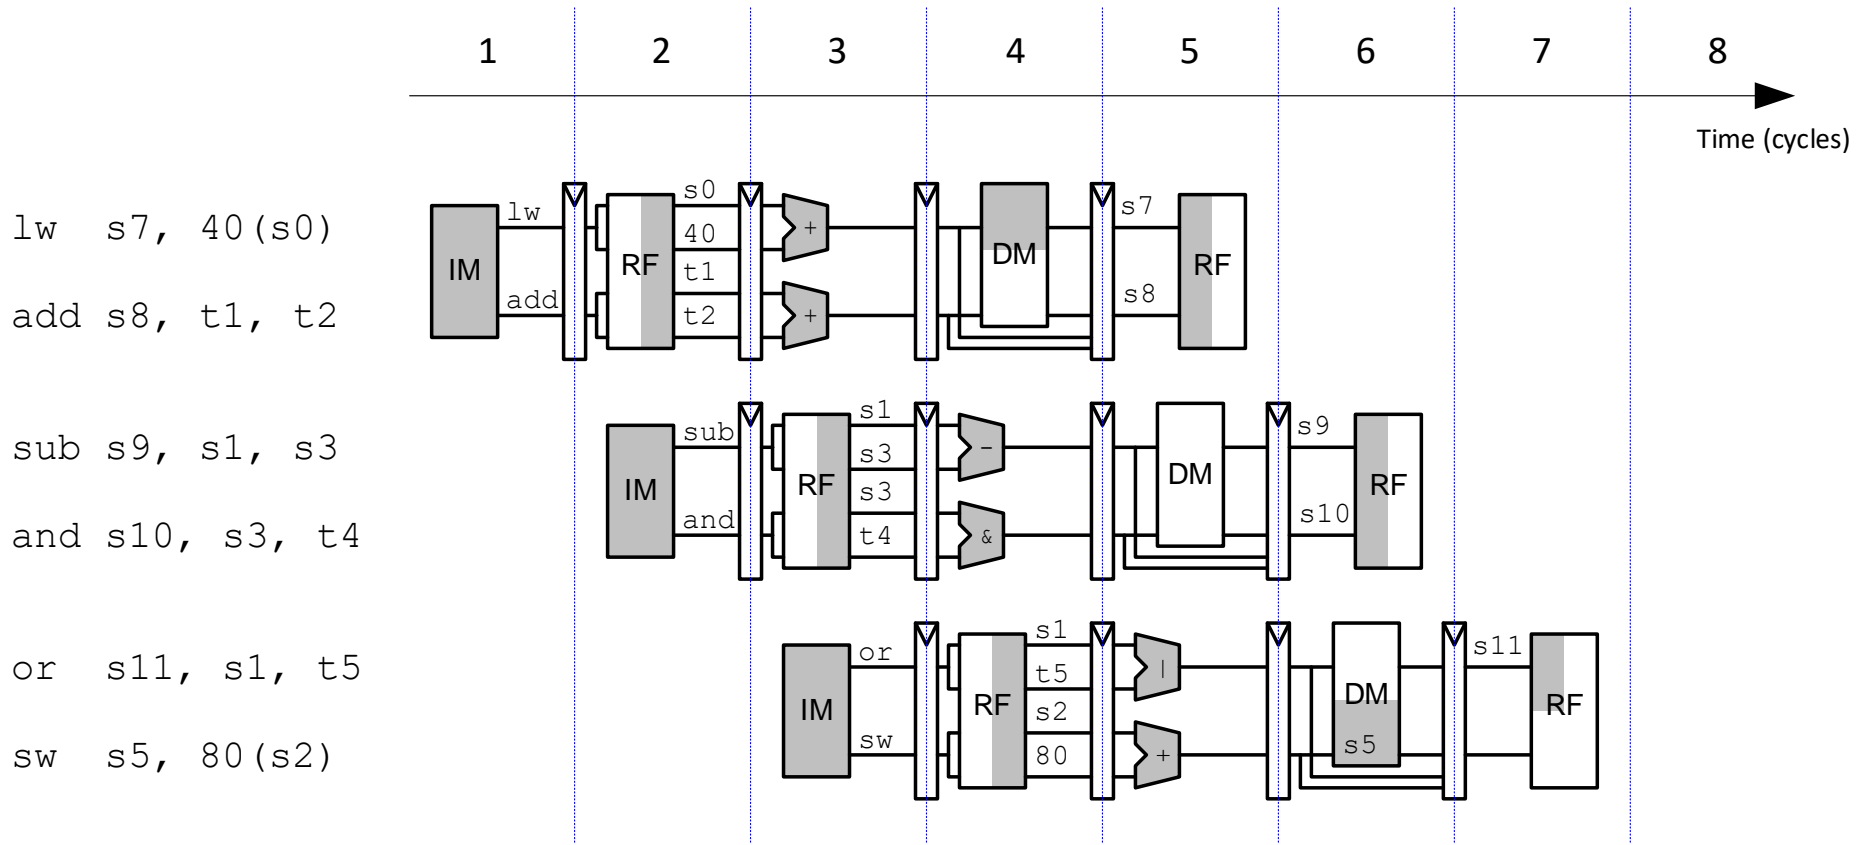 1 2 3 4 5 6 7 8
Time (cycles)
lw s7, 40(s0)
add s8, t1, t2
IM
lw
add
RF
s0
40
t1
t2
+
+
DM
s7
s8
RF
sub s9, s1, s3
and s10, s3, t4
IM
sub
and
RF
s1
s3
s3
t4
-
&
DM
s9
s10
RF
or s11, s1, t5
sw s5, 80(s2)
IM
or
sw
RF
s1
t5
s2
80
|
+
DM
s5
s11
RF